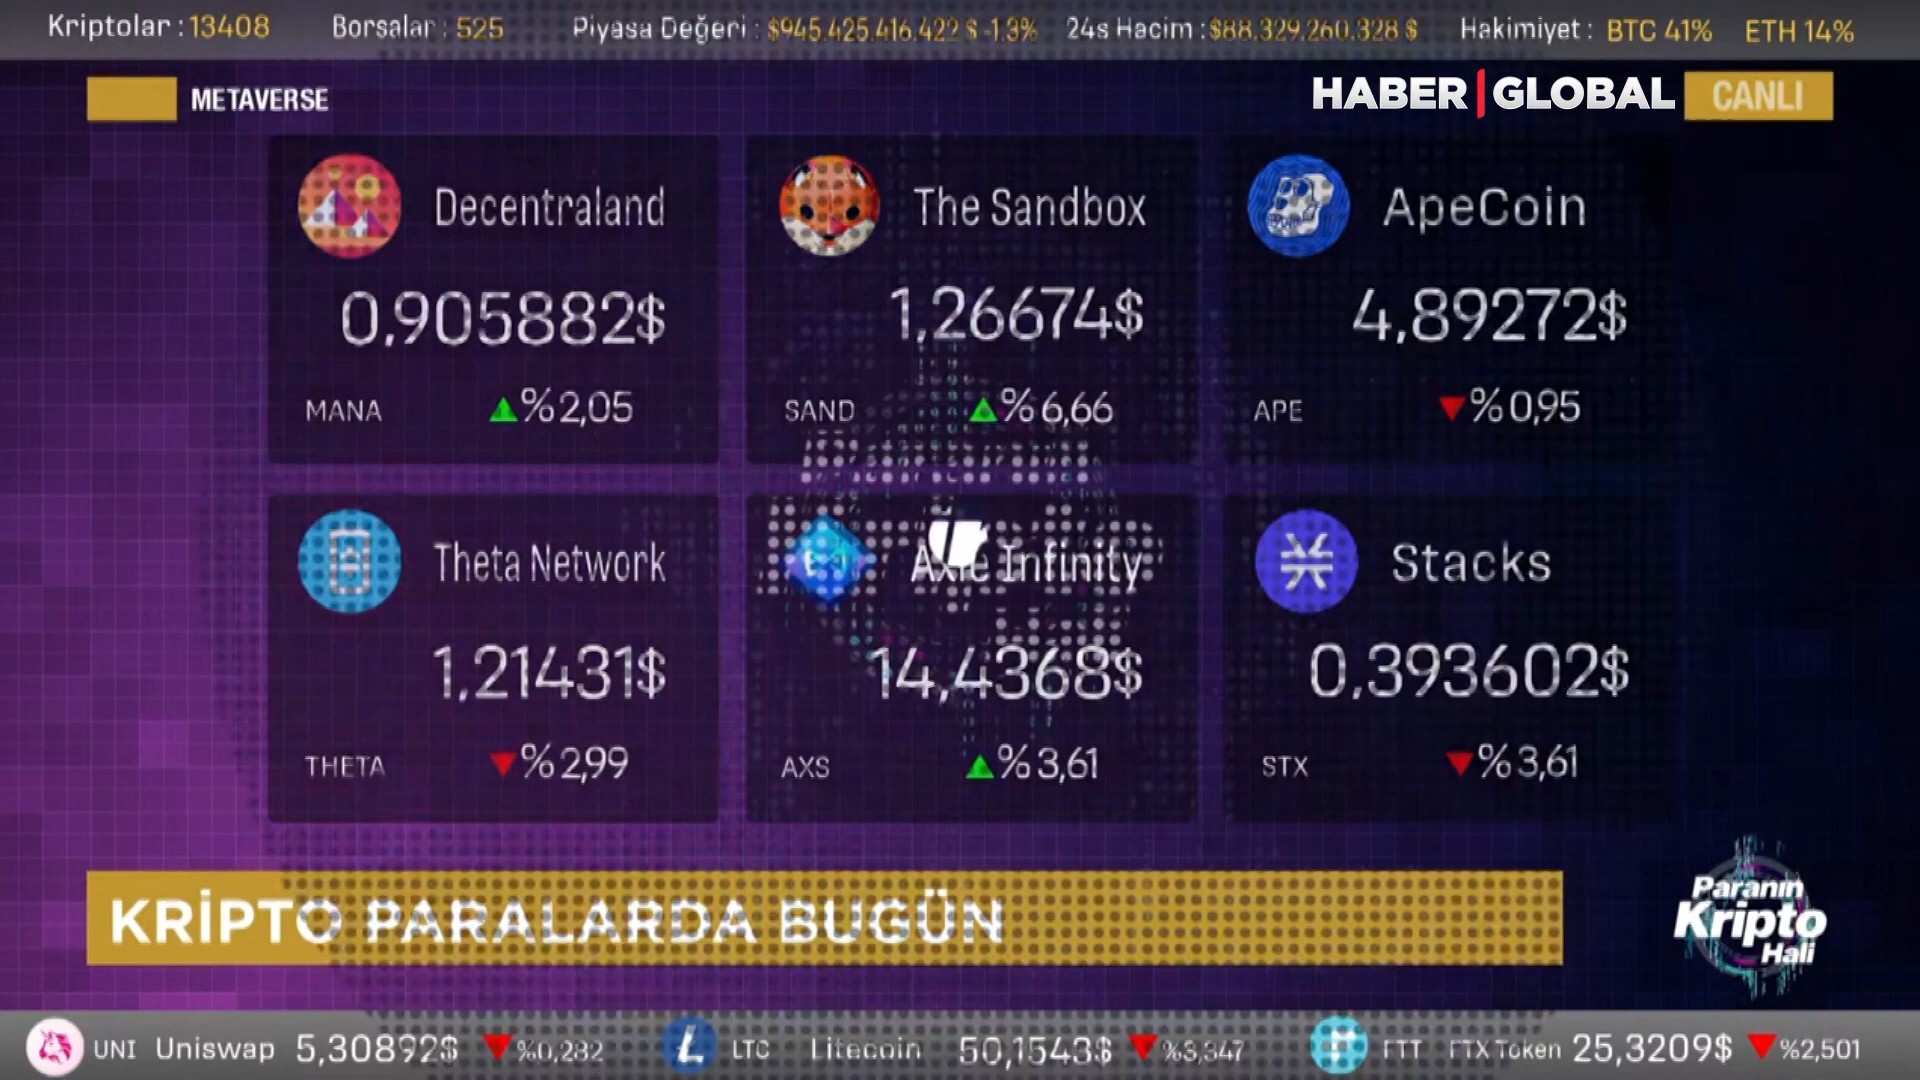 Kriptolar : 13408 Borsalar : 525 Piyasa Değeri : $945.425.416.422 $ -1.3% 24s Hacim : $88.329.260.328 $ Hakimiyet : BTC 41% ETH 14%
METAVERSE
HABER GLOBAL CANLI
Decentraland
0,905882$
MANA %2,05
The Sandbox
1,26674$
SAND %6,66
ApeCoin
4,89272$
APE %0,95
Theta Network
1,21431$
THETA %2,99
Axie Infinity
14,4368$
AXS %3,61
Stacks
0,393602$
STX %3,61
KRİPTO PARALARDA BUGÜN
Paranın
Kripto
Hali
UNI Uniswap 5,30892$ %0,282 LTC Litecoin 50,1543$ %3,347 FTT FTX Token 25,3209$ %2,501